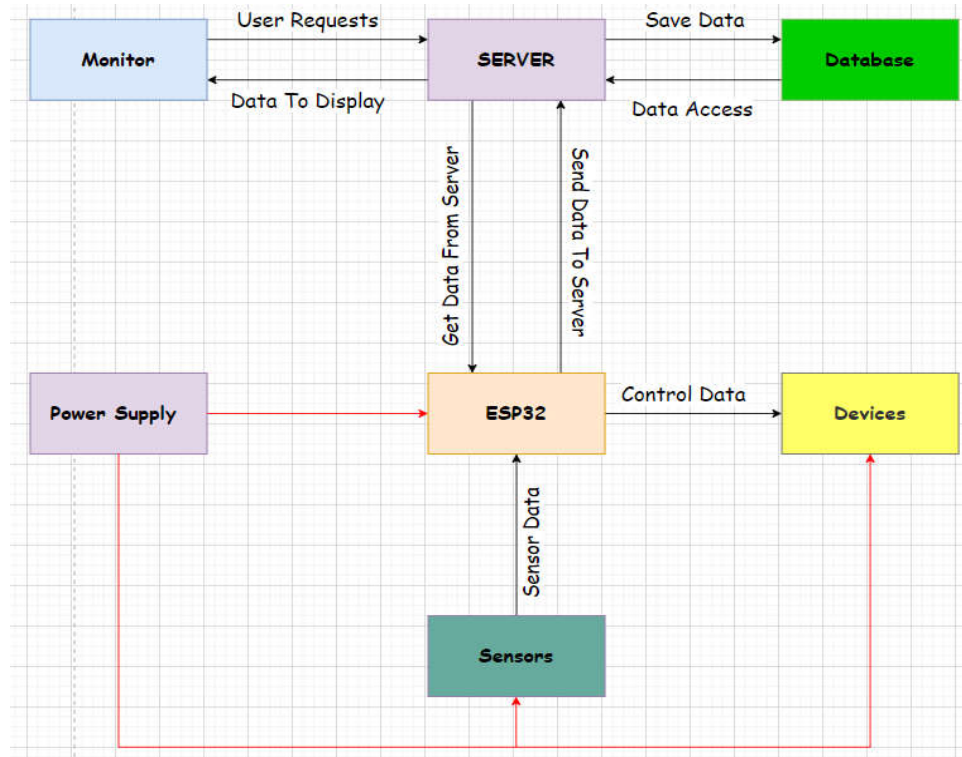 User Requests
Save Data
Monitor
SERVER
Database
Data To Display
Data Access
Get Data From Server
Send Data To Server
Power Supply
ESP32
Control Data
Devices
Sensor Data
Sensors